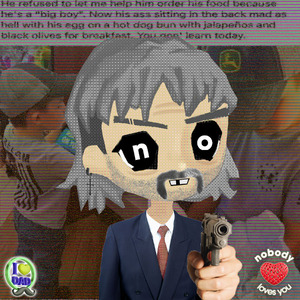 He refused to let me help him order his food because
he's a "big boy". Now his ass sitting in the back mad as
hell with his egg on a hot dog bun with jalapeños and
black olives for breakfast. You gon' learn today.
n o
I
DAD
nobody
loves you